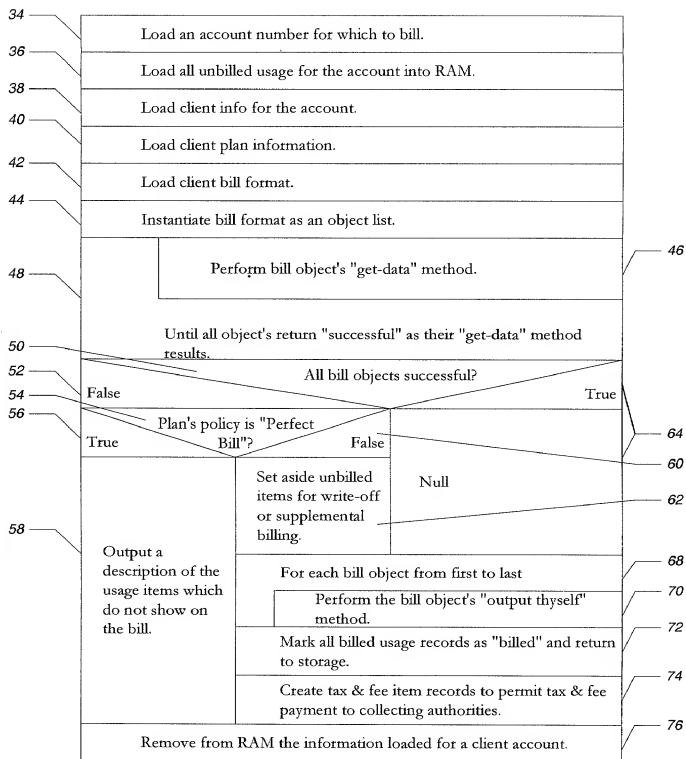 34
Load an account number for which to bill.
36
Load all unbilled usage for the account into RAM.
38
Load client info for the account.
40
Load client plan information.
42
Load client bill format.
44
Instantiate bill format as an object list.
46
Perform bill object's "get-data" method.
48
Until all object's return "successful" as their "get-data" method
results.
50
All bill objects successful?
52
False
True
54
Plan's policy is "Perfect
Bill"?
56
True
False
64
60
Set aside unbilled
items for write-off
or supplemental
billing.
Null
62
58
Output a
description of the
usage items which
do not show on
the bill.
For each bill object from first to last
68
Perform the bill object's "output thyself"
method.
70
Mark all billed usage records as "billed" and return
to storage.
72
Create tax & fee item records to permit tax & fee
payment to collecting authorities.
74
Remove from RAM the information loaded for a client account.
76